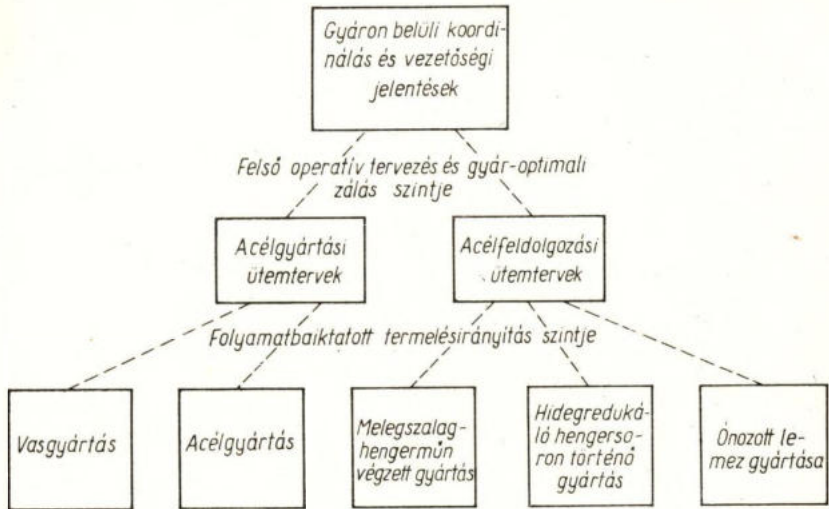 Gyáron belüli koordi-
nálás és vezetőségi
jelentések
Felső operatív tervezés és gyár-optimali
zálás szintje
Acélgyártási
ütemtervek
Acélfeldolgozási
ütemtervek
Folyamatbaiktatott termelésirányítás szintje
Vasgyártás
Acélgyártás
Melegszalag-
hengerműn
végzett gyártás
Hidegreduká-
ló hengerso-
ron történő
gyártás
Ónozott le-
mez gyártása